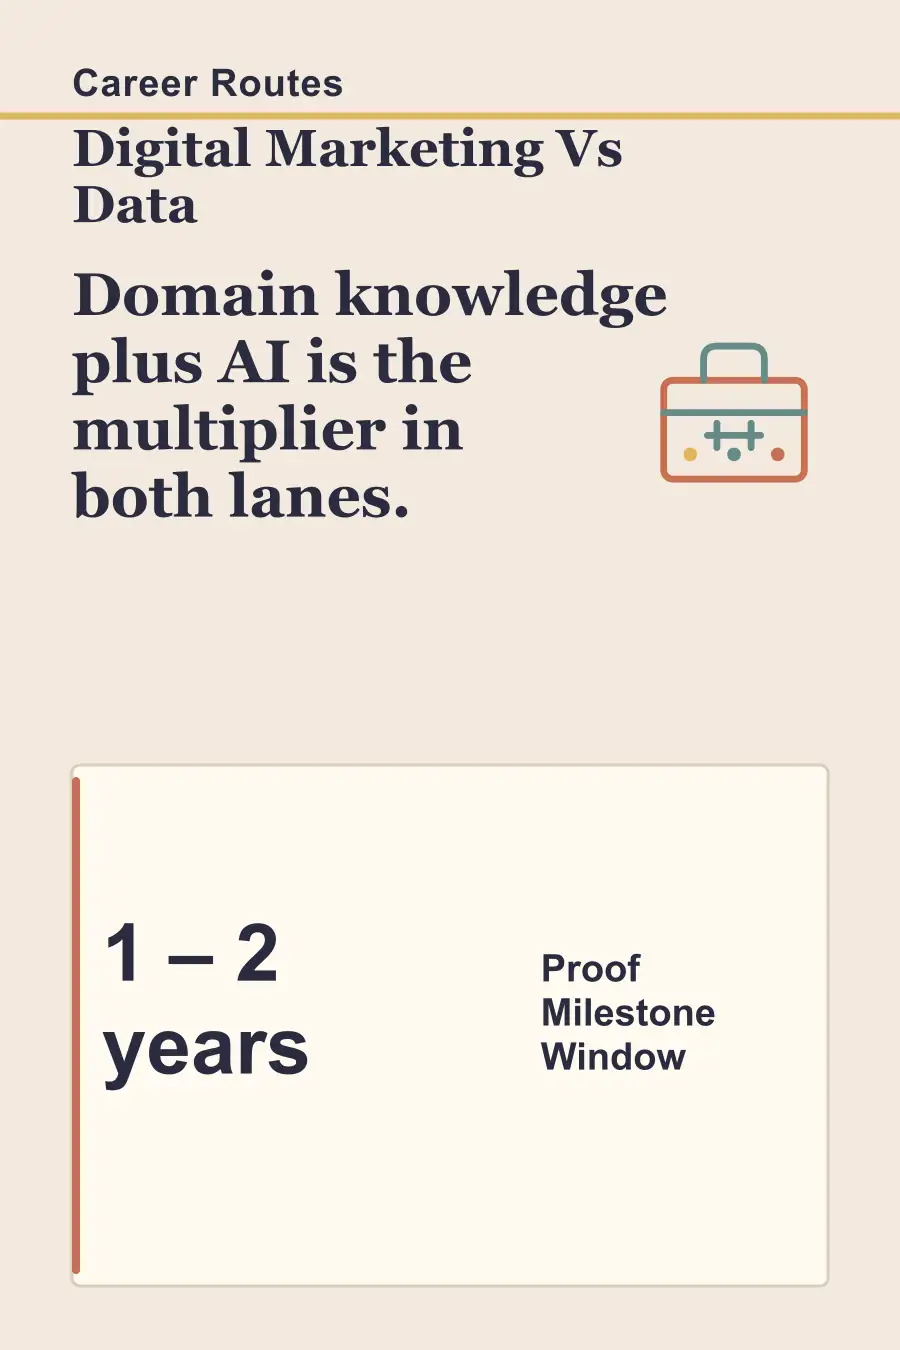 Career Routes
Digital Marketing Vs
Data
Domain knowledge
plus AI is the
multiplier in
both lanes.
1 – 2
years
Proof
Milestone
Window